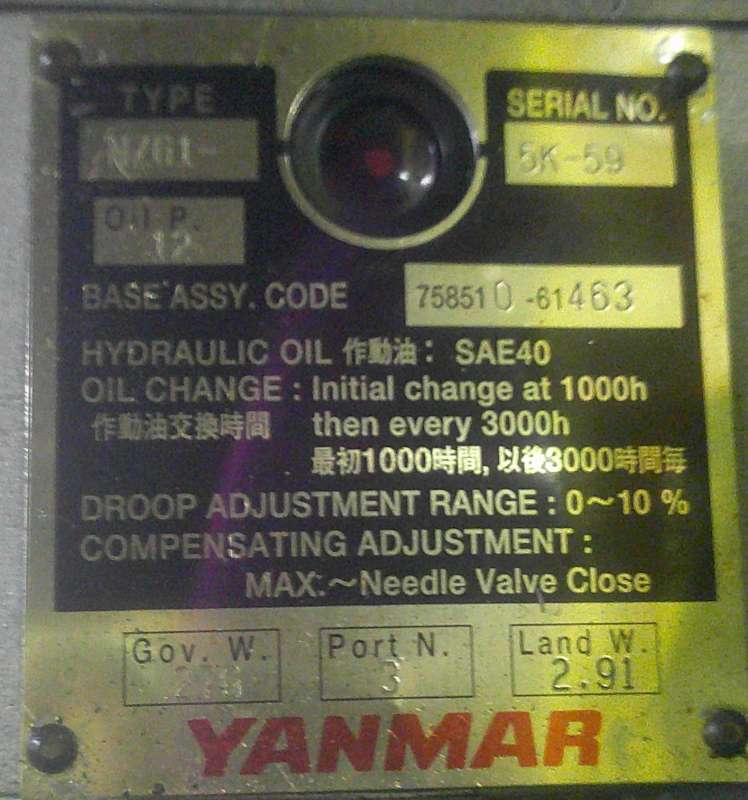 TYPE
SERIAL NO.
NZ61-
5K-59
Oil P.
12
BASE ASSY. CODE 758510-61463
HYDRAULIC OIL 作動油: SAE40
OIL CHANGE : Initial change at 1000h
作動油交換時間 then every 3000h
最初1000時間, 以後3000時間毎
DROOP ADJUSTMENT RANGE : 0～10 %
COMPENSATING ADJUSTMENT :
MAX.～Needle Valve Close
Gov. W. Port N. Land W.
3 2.91
YANMAR